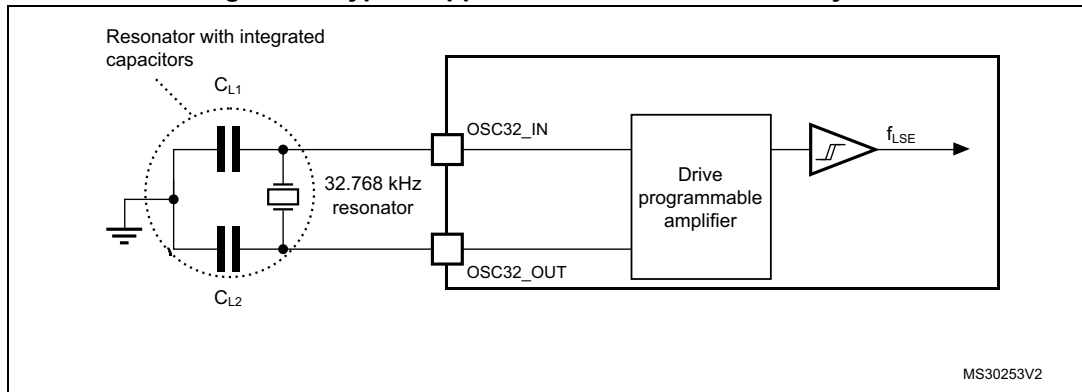 Resonator with integrated
capacitors
CL1
OSC32_IN
fLSE
32.768 kHz
resonator
Drive
programmable
amplifier
OSC32_OUT
CL2
MS30253V2